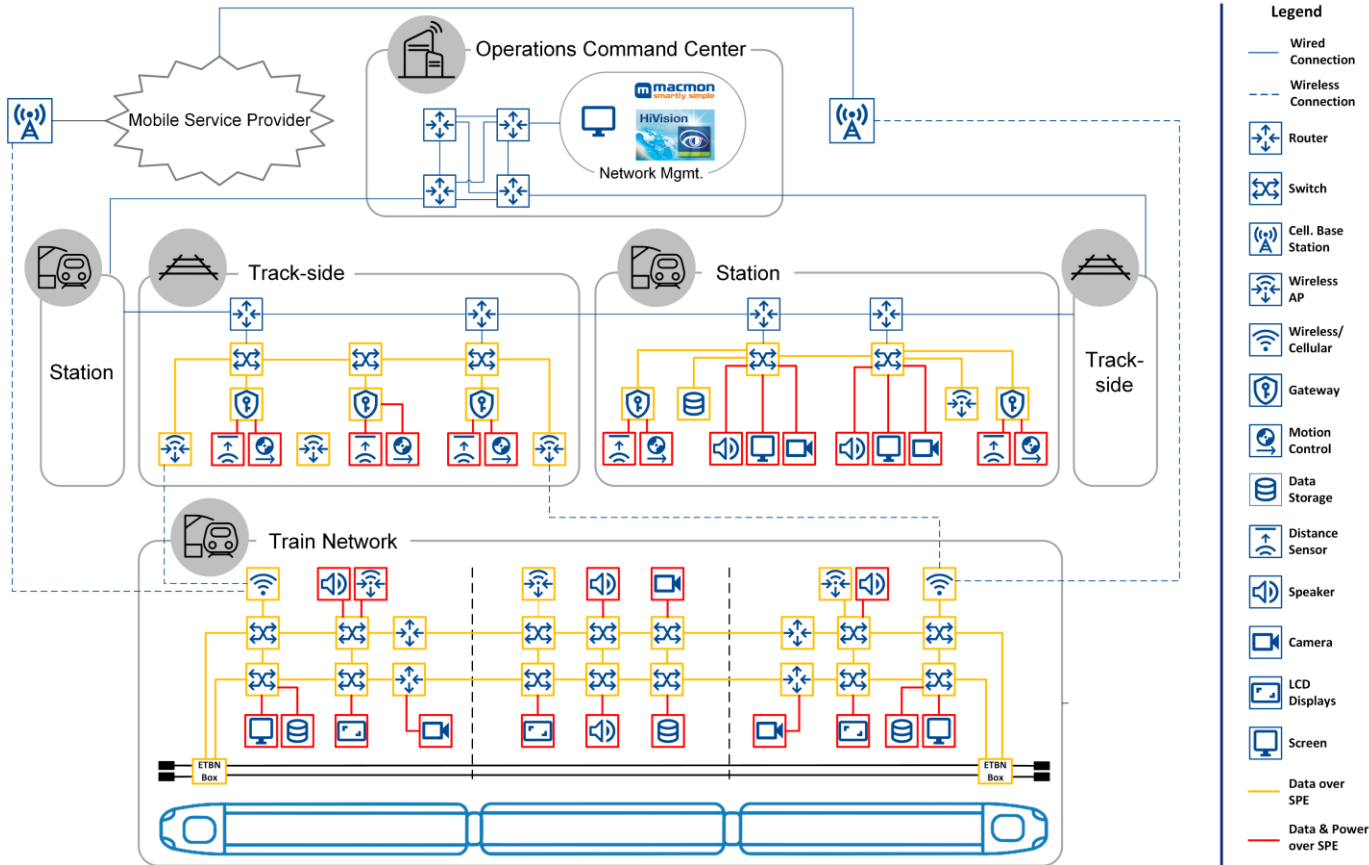 Operations Command Center
macmon
smartly simple
HiVision
Network Mgmt.
Mobile Service Provider
Station
Track-side
Station
Track-
side
Train Network
ETBN
Box
ETBN
Box
Legend
Wired
Connection
Wireless
Connection
Router
Switch
Cell. Base
Station
Wireless
AP
Wireless/
Cellular
Gateway
Motion
Control
Data
Storage
Distance
Sensor
Speaker
Camera
LCD
Displays
Screen
Data over
SPE
Data & Power
over SPE